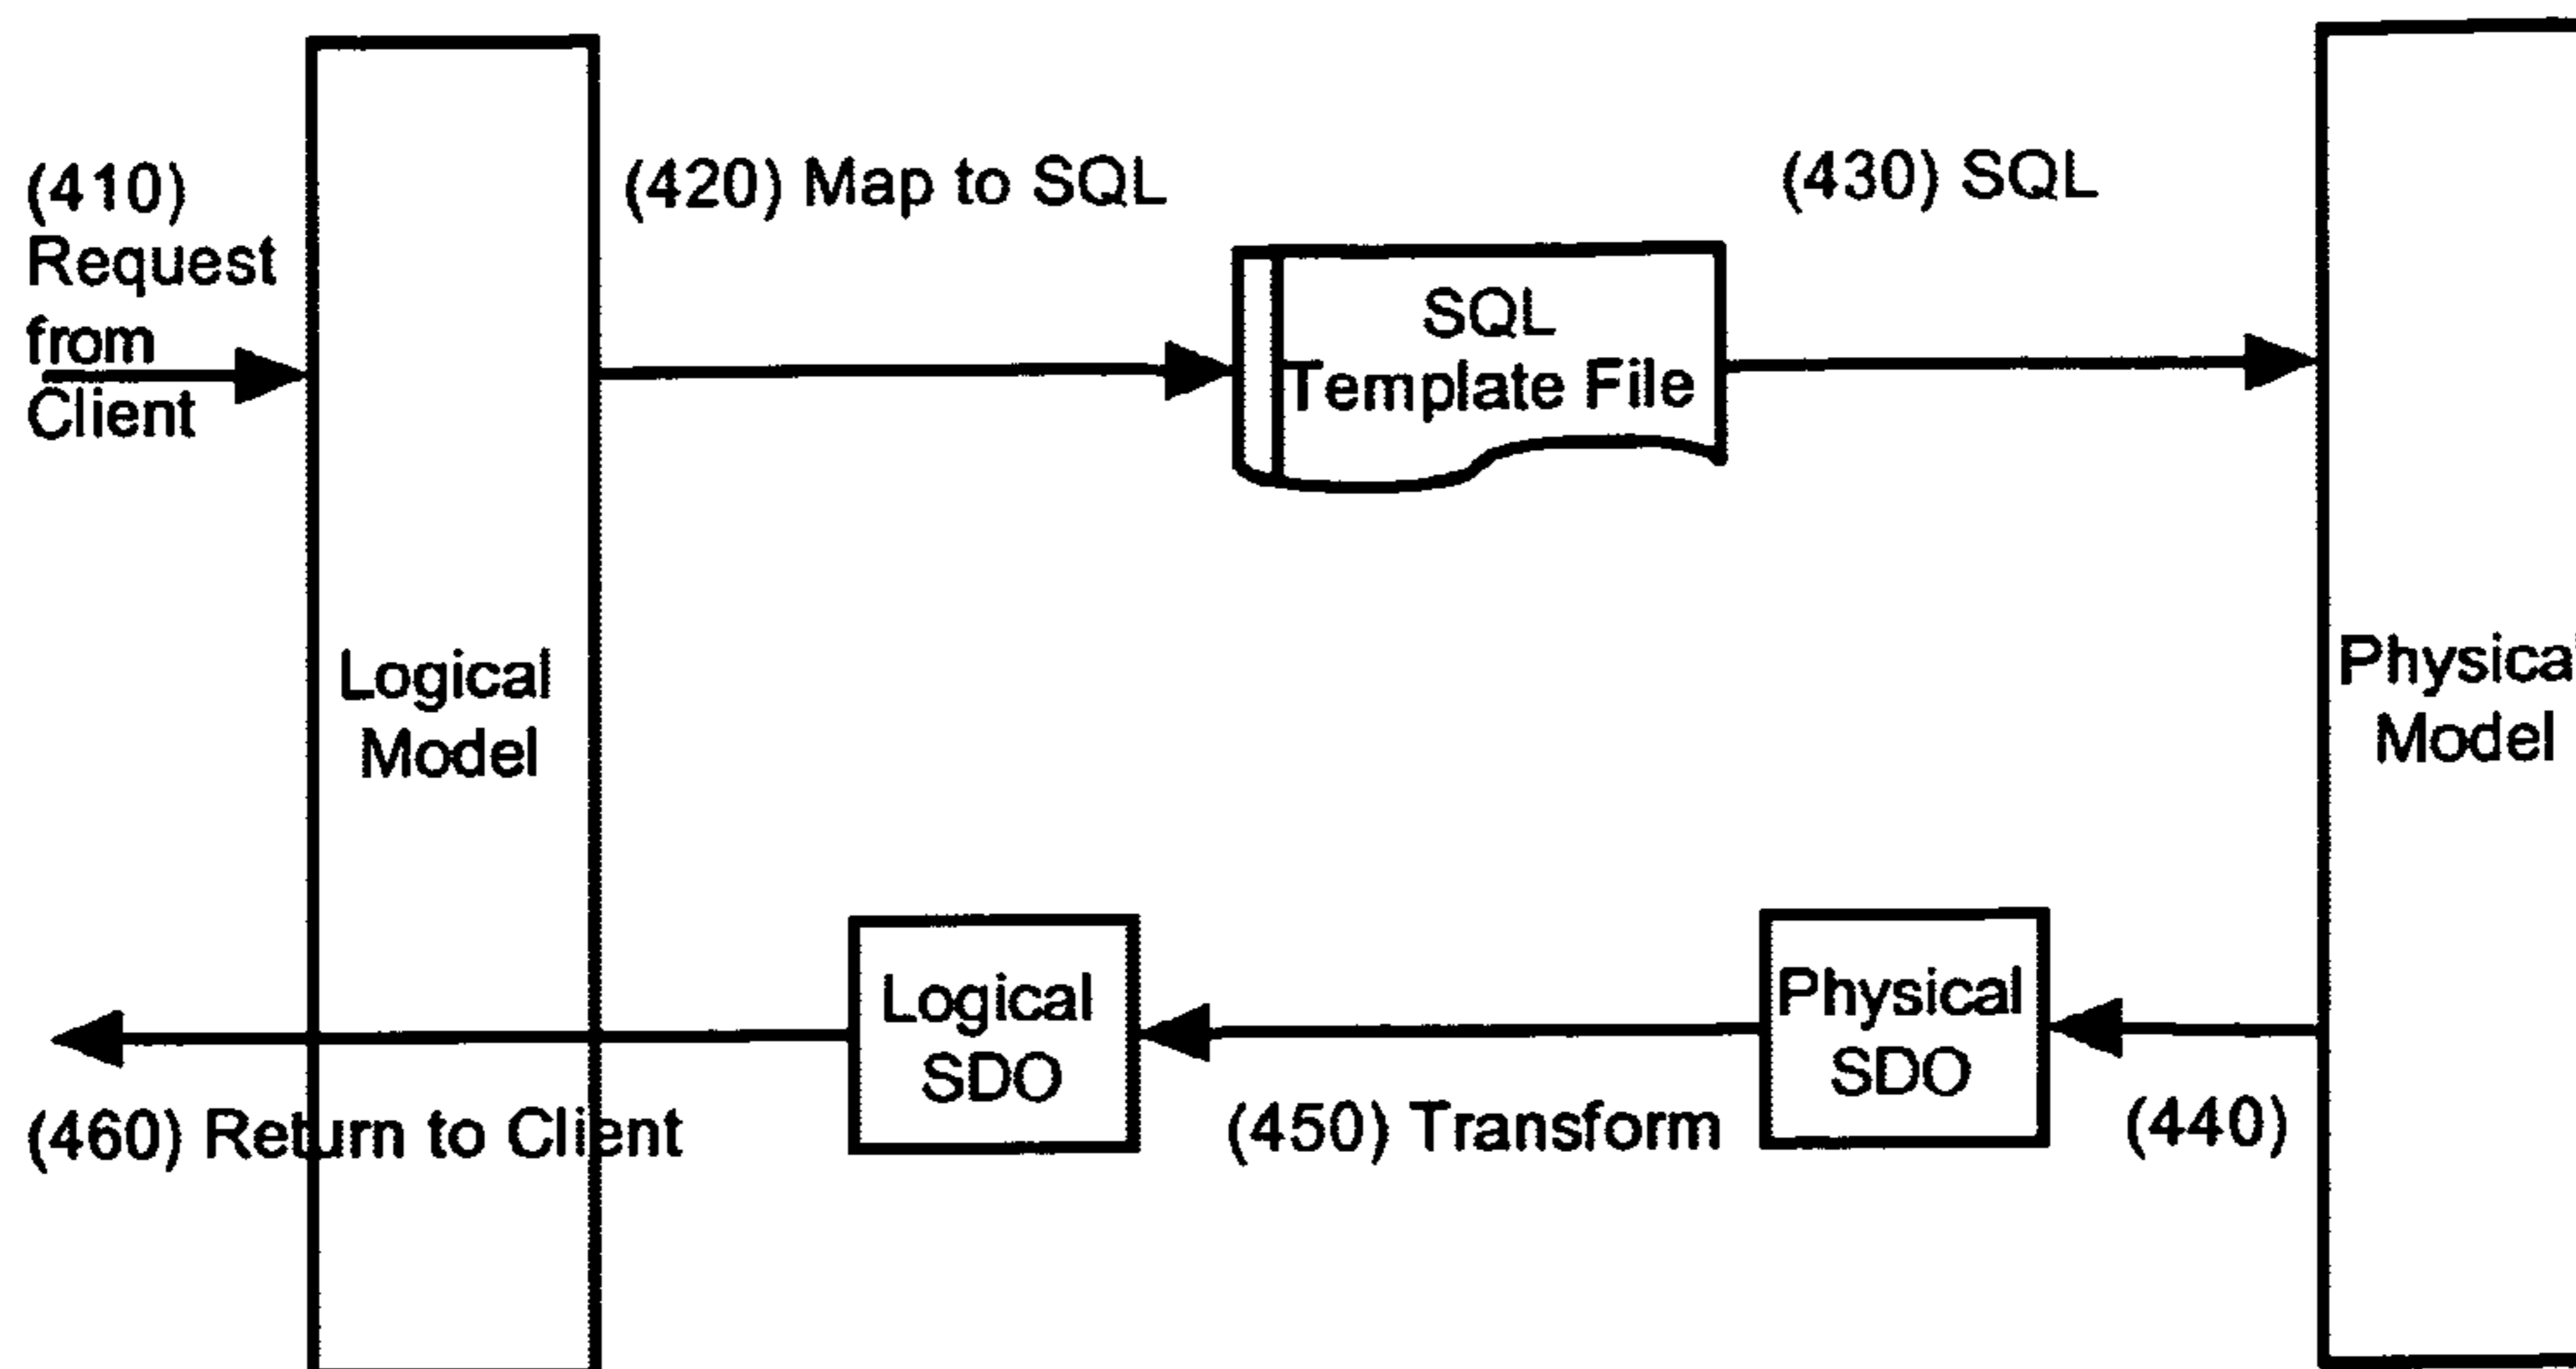 (410)
Request
from
Client
(420) Map to SQL
(430) SQL
SQL
Template File
Logical
Model
Physical
Model
Logical
SDO
Physical
SDO
(460) Return to Client
(450) Transform
(440)